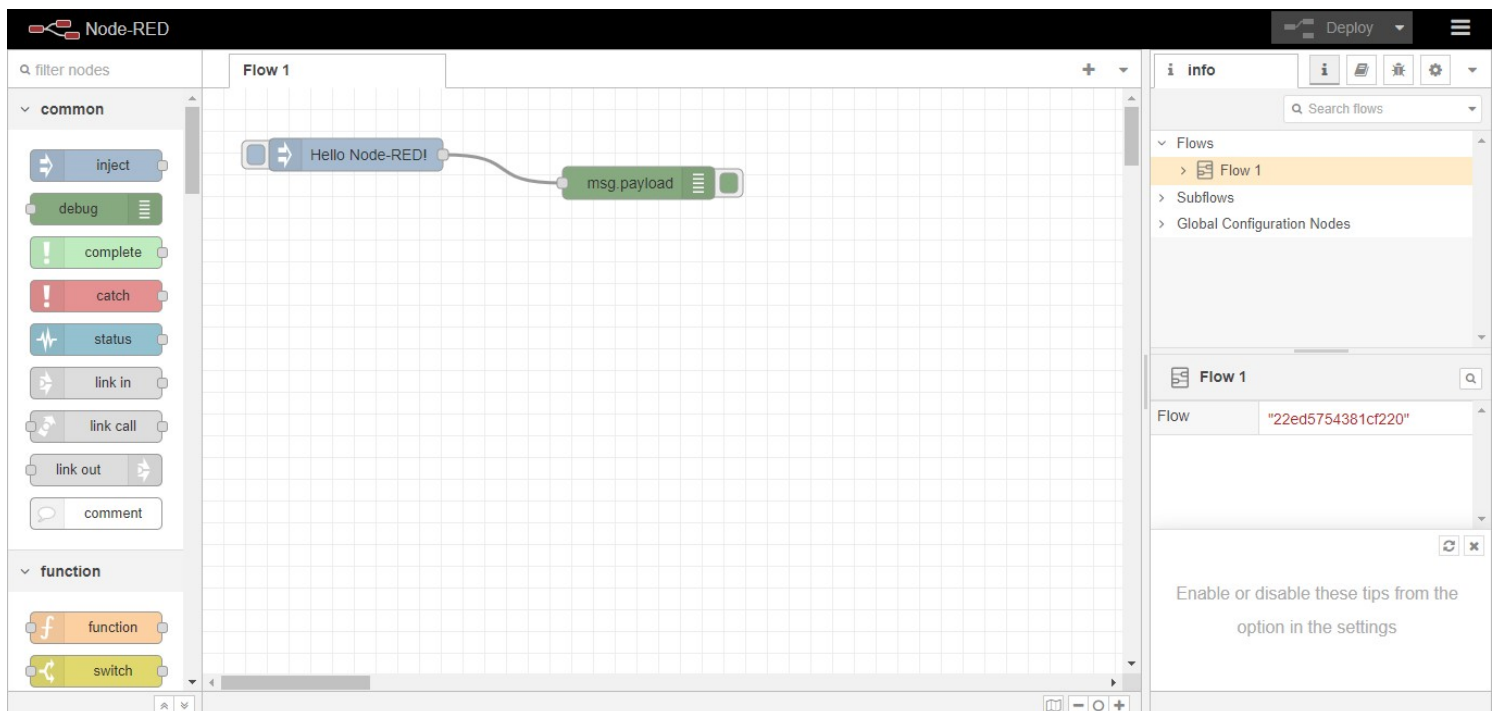 Node-RED
Deploy
filter nodes
Flow 1
i info
i
Search flows
common
inject
debug
complete
catch
status
link in
link call
link out
comment
function
function
switch
Hello Node-RED!
msg.payload
Flows
Flow 1
Subflows
Global Configuration Nodes
Flow 1
Flow "22ed5754381cf220"
Enable or disable these tips from the
option in the settings